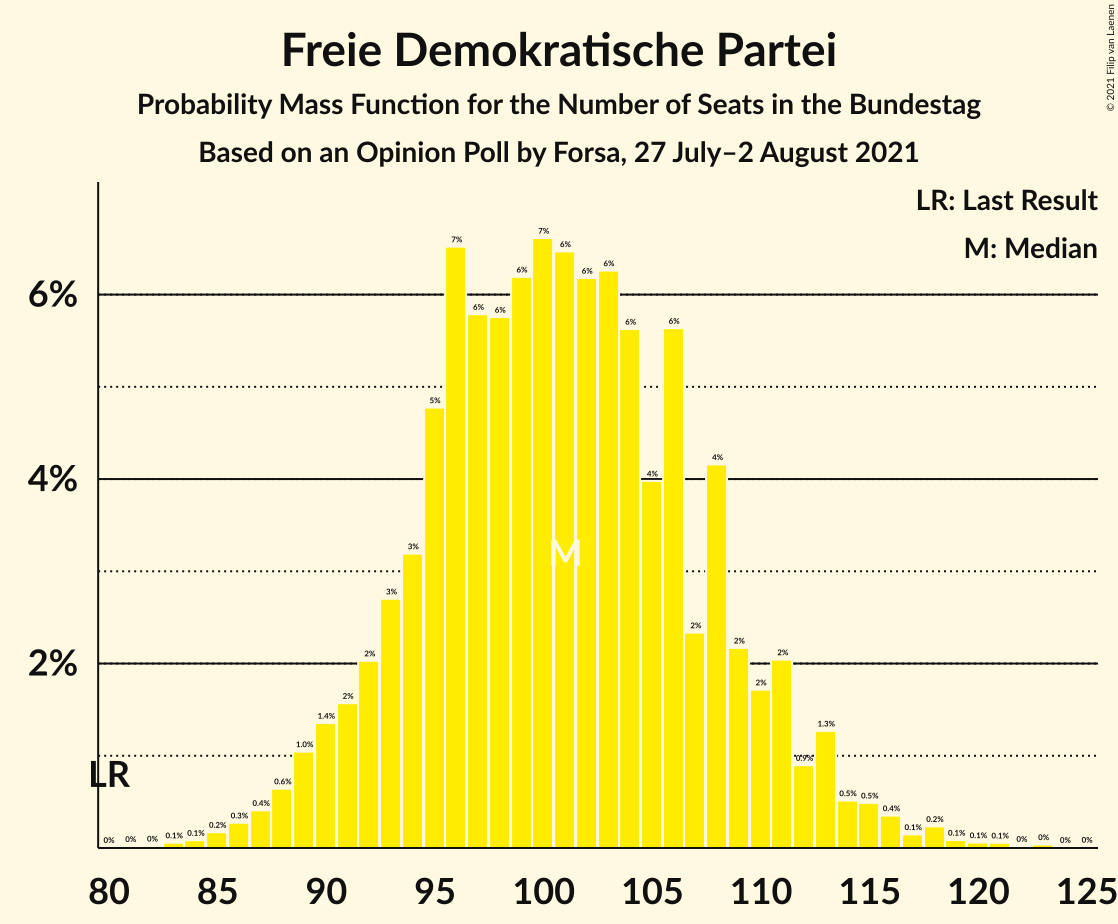 Freie Demokratische Partei
Probability Mass Function for the Number of Seats in the Bundestag
Based on an Opinion Poll by Forsa, 27 July–2 August 2021
© 2021 Filip van Laenen
LR: Last Result
M: Median
6%
4%
2%
0% 0% 0% 0.1% 0.1% 0.2% 0.3% 0.4% 0.6% 1.0% 1.4% 2% 2% 3% 3% 5% 7% 6% 6% 6% 7% 6% 6% 6% 6% 4% 6% 2% 4% 2% 2% 2% 0.9% 1.3% 0.5% 0.5% 0.4% 0.1% 0.2% 0.1% 0.1% 0.1% 0% 0% 0% 0%
M
LR
80 85 90 95 100 105 110 115 120 125